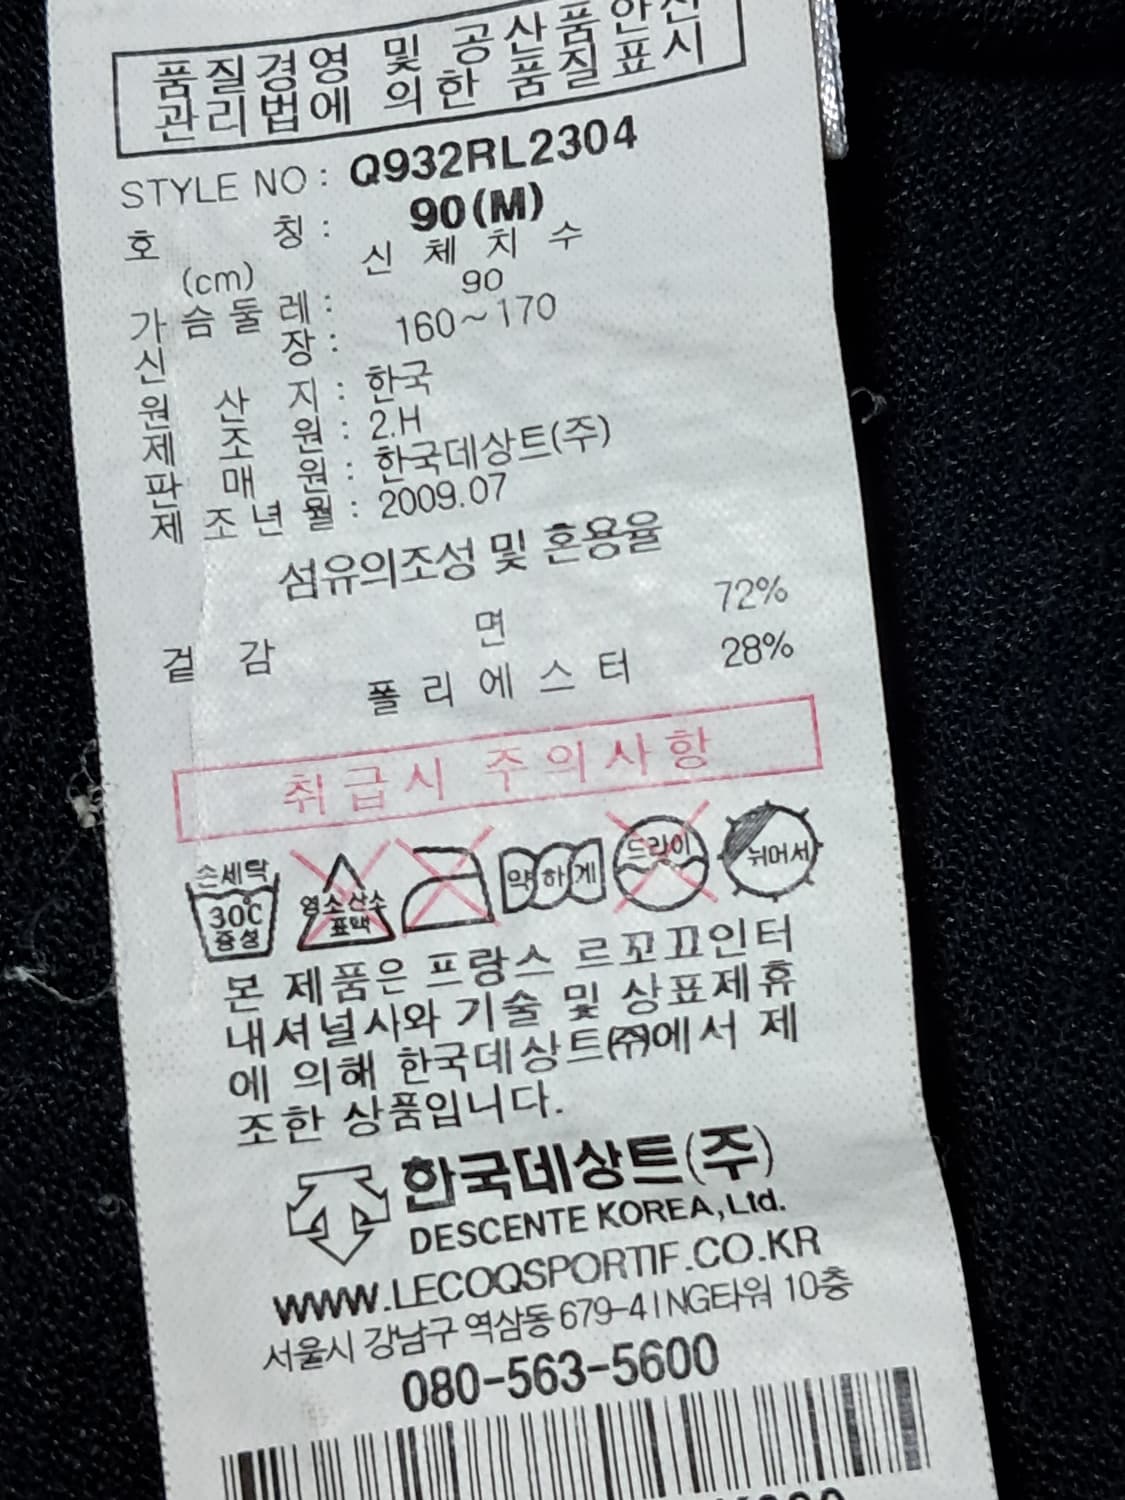 품질경영 및 공산품안전
관리법에 의한 품질표시
STYLE NO : Q932RL2304
호 칭 : 90(M)
(cm) 신 체 치 수
가슴둘레 : 90
신 장 : 160~170
원 산 지 : 한국
제 조 원 : 2.H
판 매 원 : 한국데상트(주)
제조년월 : 2009.07
섬유의조성 및 혼용율
겉 감 면 72%
폴리에스터 28%
취급시 주의사항
손세탁 30℃ 중성
염소산소 표백
약하게
드라이
뉘어서
본 제품은 프랑스 르꼬끄인터
내셔널사와 기술 및 상표제휴
에 의해 한국데상트(주)에서 제
조한 상품입니다.
한국데상트(주)
DESCENTE KOREA,Ltd.
WWW.LECOQSPORTIF.CO.KR
서울시 강남구 역삼동 679-4 ING타워 10층
080-563-5600